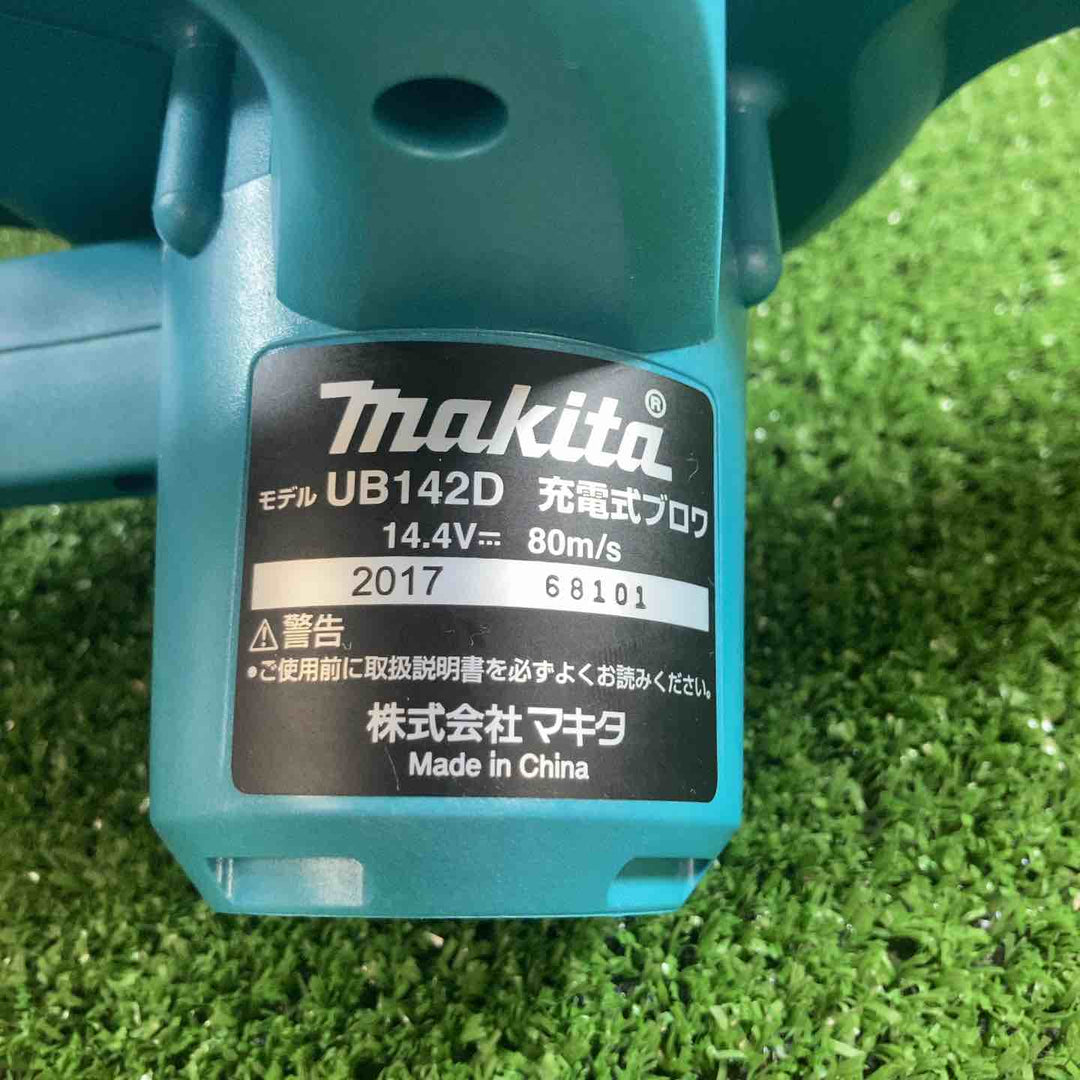 makita®
モデル UB142D 充電式ブロワ
14.4V⎓ 80m/s
2017 68101
⚠警告
•ご使用前に取扱説明書を必ずよくお読みください。
株式会社マキタ
Made in China